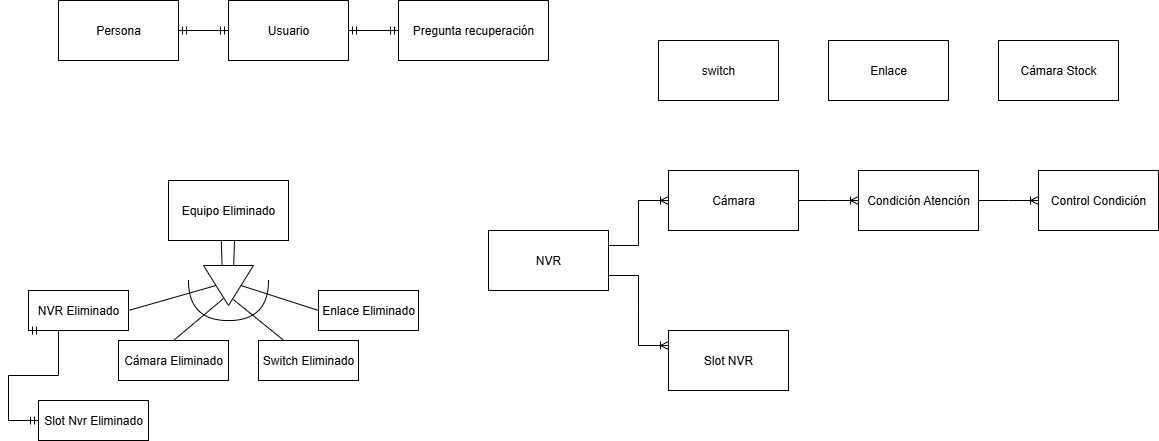 Persona
Usuario
Pregunta recuperación
switch
Enlace
Cámara Stock
Equipo Eliminado
Cámara
Condición Atención
Control Condición
NVR
NVR Eliminado
Enlace Eliminado
Cámara Eliminado
Switch Eliminado
Slot NVR
Slot Nvr Eliminado